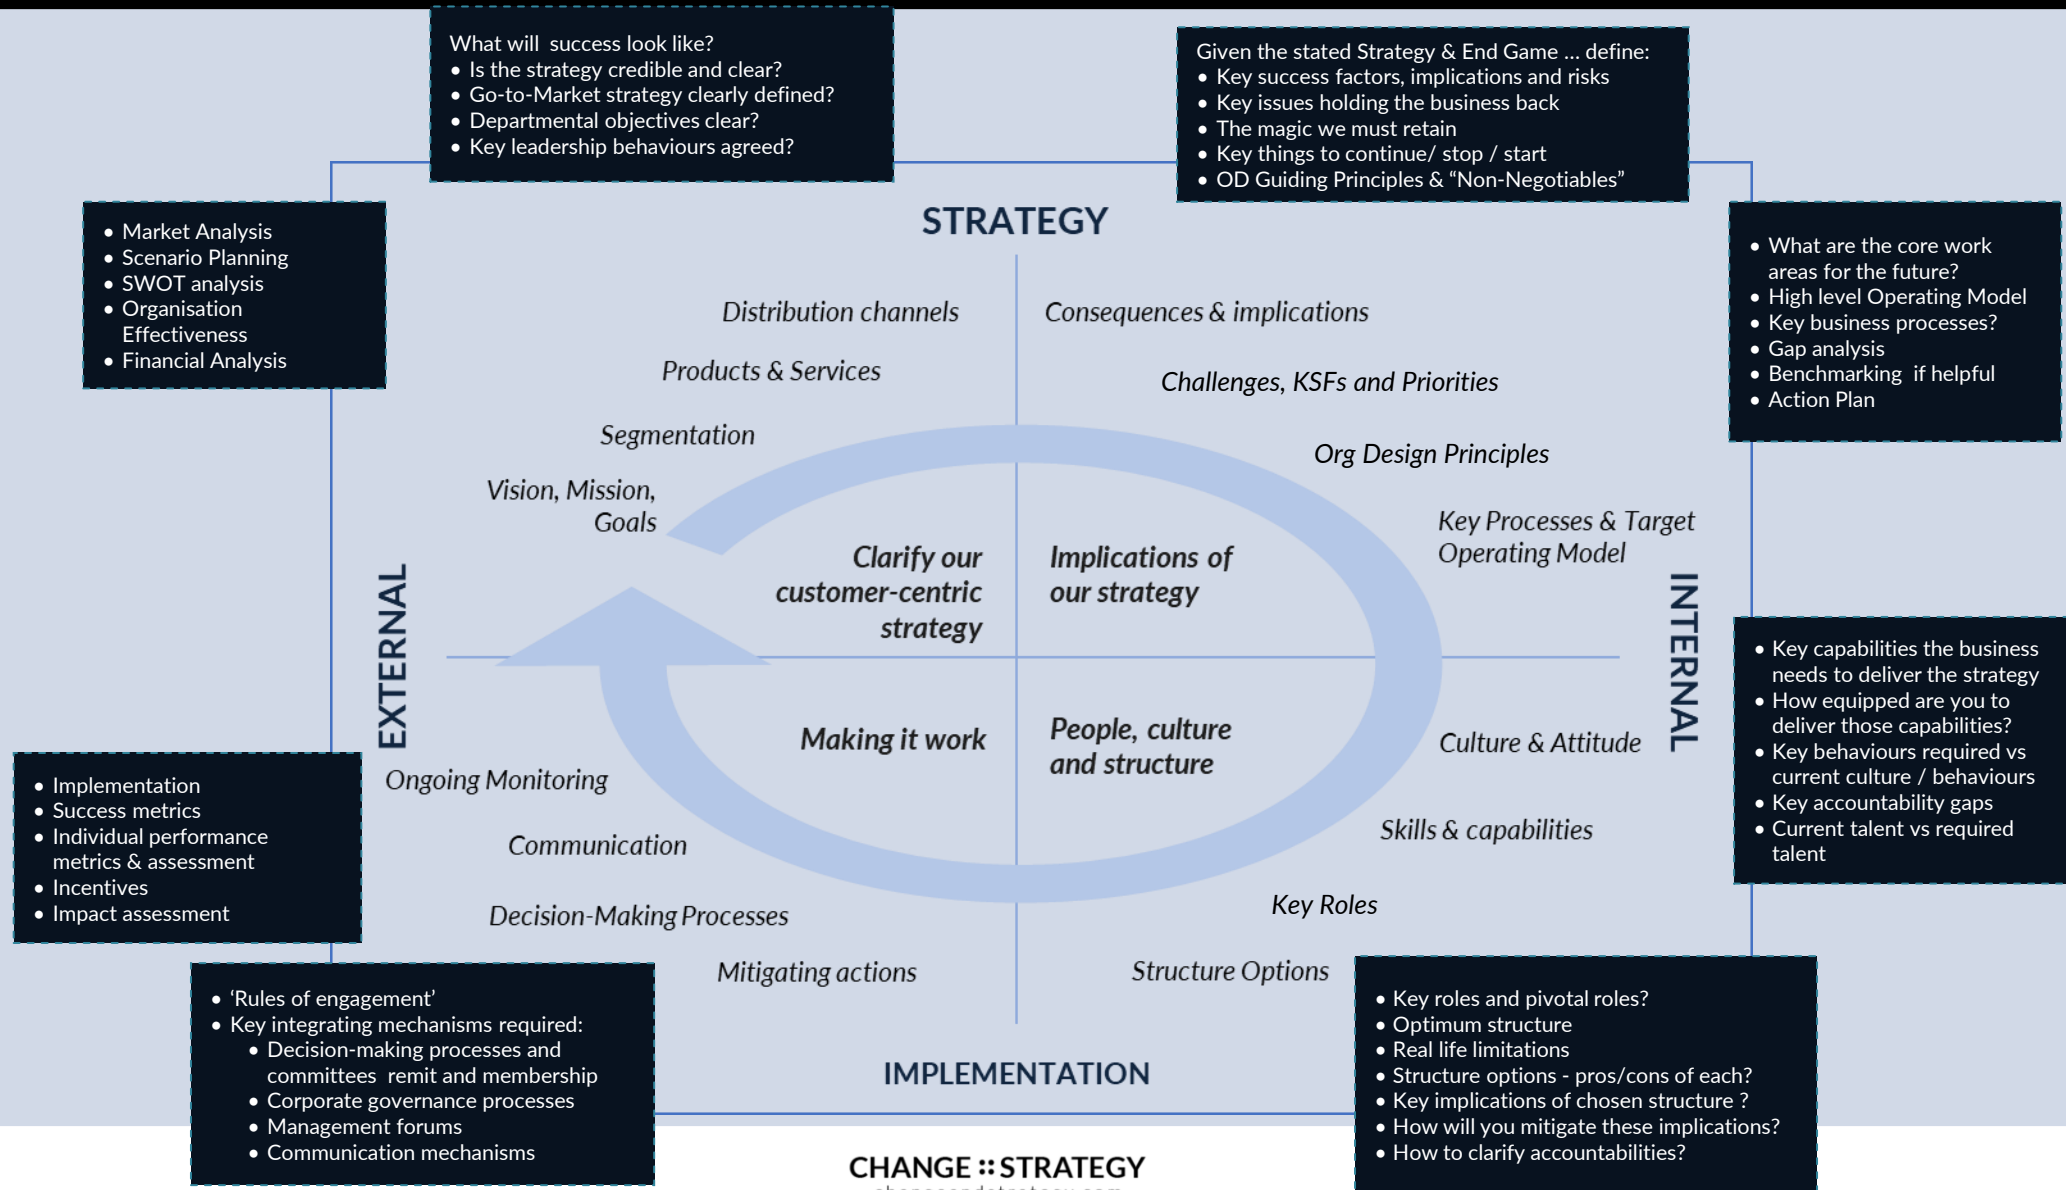 What will success look like?
• Is the strategy credible and clear?
• Go-to-Market strategy clearly defined?
• Departmental objectives clear?
• Key leadership behaviours agreed?
Given the stated Strategy & End Game ... define:
• Key success factors, implications and risks
• Key issues holding the business back
• The magic we must retain
• Key things to continue/ stop / start
• OD Guiding Principles & “Non-Negotiables”
• Market Analysis
• Scenario Planning
• SWOT analysis
• Organisation
Effectiveness
• Financial Analysis
STRATEGY
• What are the core work
areas for the future?
• High level Operating Model
• Key business processes?
• Gap analysis
• Benchmarking if helpful
• Action Plan
Distribution channels
Products & Services
Segmentation
Vision, Mission,
Goals
Consequences & implications
Challenges, KSFs and Priorities
Org Design Principles
Key Processes & Target
Operating Model
Clarify our
customer-centric
strategy
Implications of
our strategy
EXTERNAL
INTERNAL
Making it work
People, culture
and structure
• Key capabilities the business
needs to deliver the strategy
• How equipped are you to
deliver those capabilities?
• Key behaviours required vs
current culture / behaviours
• Key accountability gaps
• Current talent vs required
talent
Culture & Attitude
Skills & capabilities
Key Roles
Structure Options
Ongoing Monitoring
Communication
Decision-Making Processes
Mitigating actions
• Implementation
• Success metrics
• Individual performance
metrics & assessment
• Incentives
• Impact assessment
• ‘Rules of engagement’
• Key integrating mechanisms required:
• Decision-making processes and
committees remit and membership
• Corporate governance processes
• Management forums
• Communication mechanisms
IMPLEMENTATION
• Key roles and pivotal roles?
• Optimum structure
• Real life limitations
• Structure options - pros/cons of each?
• Key implications of chosen structure ?
• How will you mitigate these implications?
• How to clarify accountabilities?
CHANGE :: STRATEGY